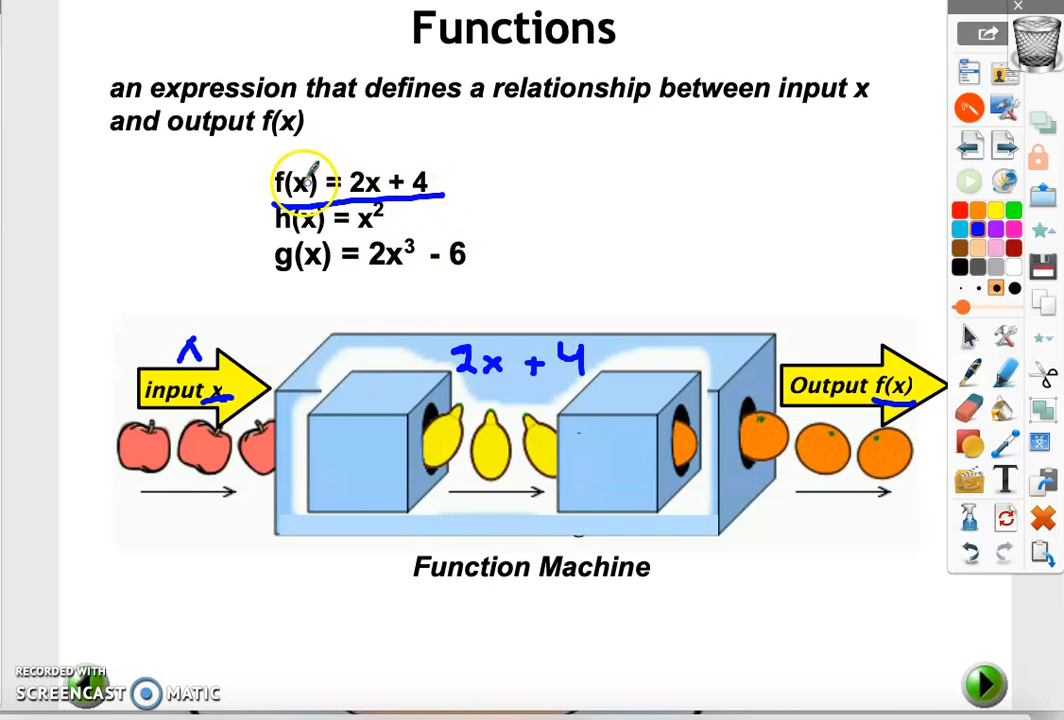 Functions
an expression that defines a relationship between input x
and output f(x)
f(x) = 2x + 4
h(x) = x²
g(x) = 2x³ - 6
x
2x + 4
input x
Output f(x)
Function Machine
RECORDED WITH
SCREENCAST MATIC